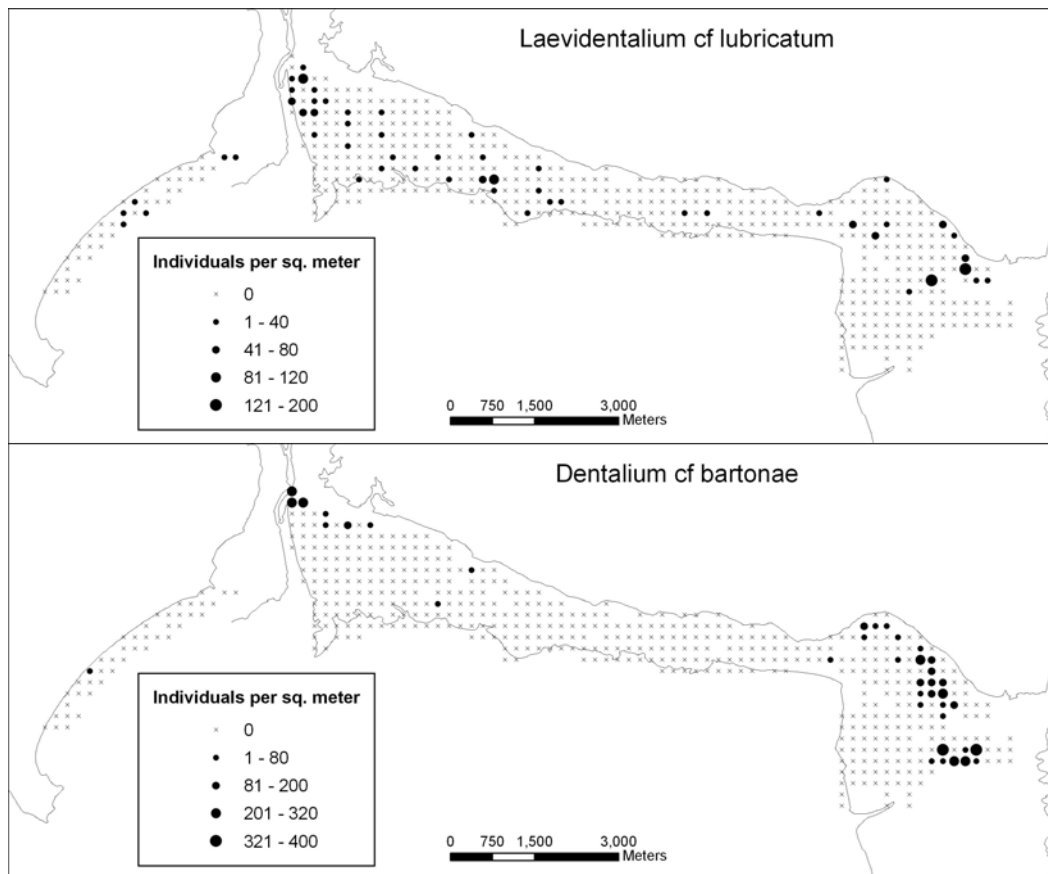 Laevidentalium cf lubricatum
Individuals per sq. meter
0
1 - 40
41 - 80
81 - 120
121 - 200
0 750 1,500 3,000
Meters
Dentalium cf bartonae
Individuals per sq. meter
0
1 - 80
81 - 200
201 - 320
321 - 400
0 750 1,500 3,000
Meters